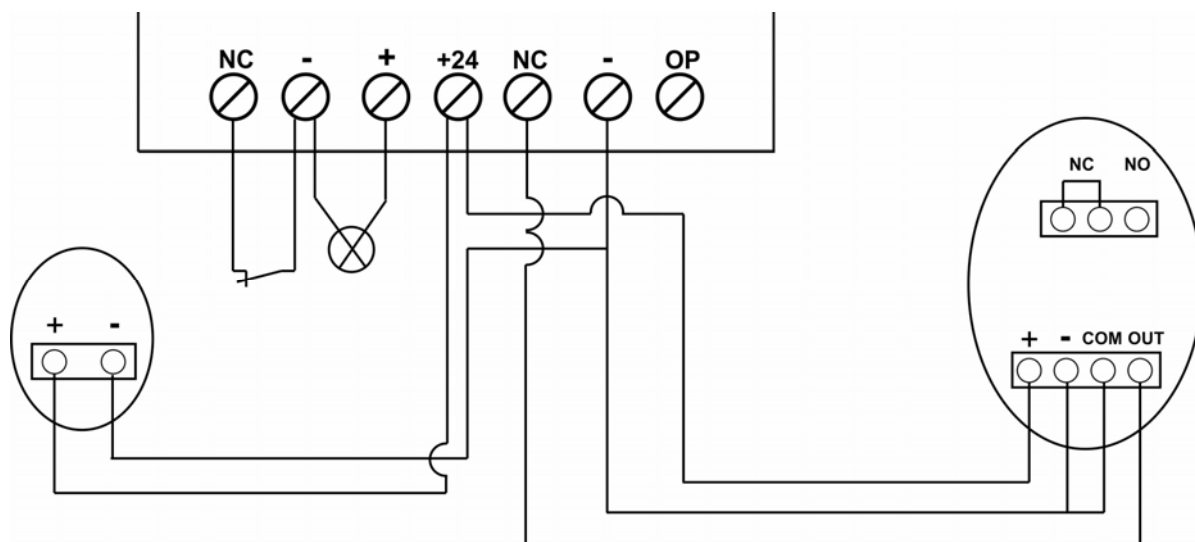 NC - + +24 NC - OP
NC NO
+ -
+ - COM OUT